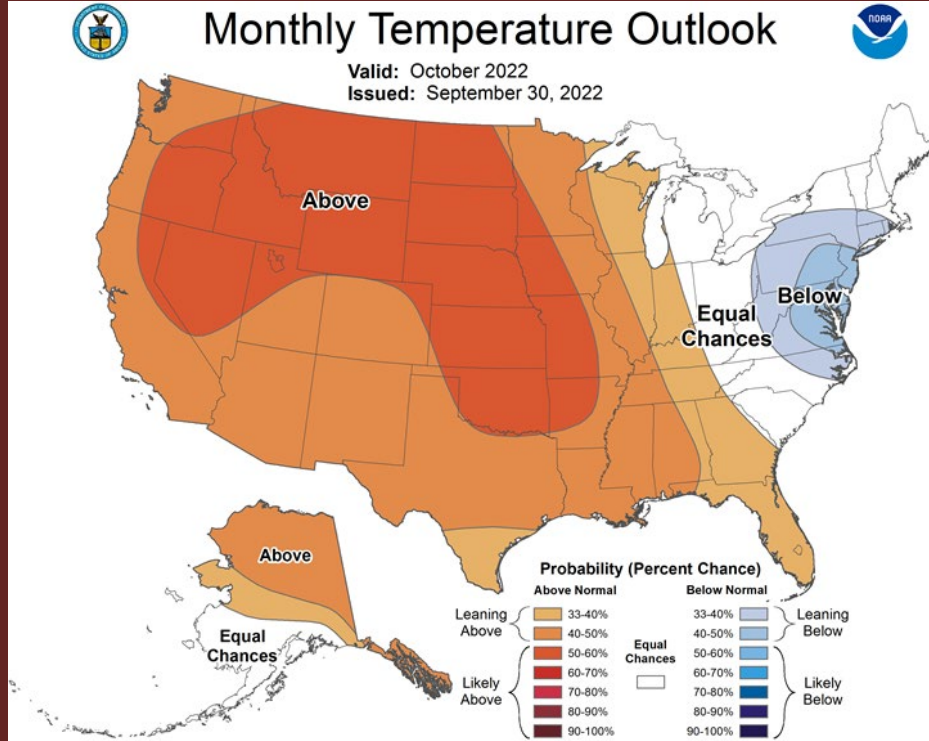 Monthly Temperature Outlook
NOAA
Valid: October 2022
Issued: September 30, 2022
Above
Equal
Chances
Below
Above
Equal
Chances
Probability (Percent Chance)
Above Normal
Below Normal
Leaning
Above
33-40%
40-50%
Likely
Above
50-60%
60-70%
70-80%
80-90%
90-100%
Equal
Chances
33-40%
40-50%
Leaning
Below
50-60%
60-70%
70-80%
80-90%
90-100%
Likely
Below